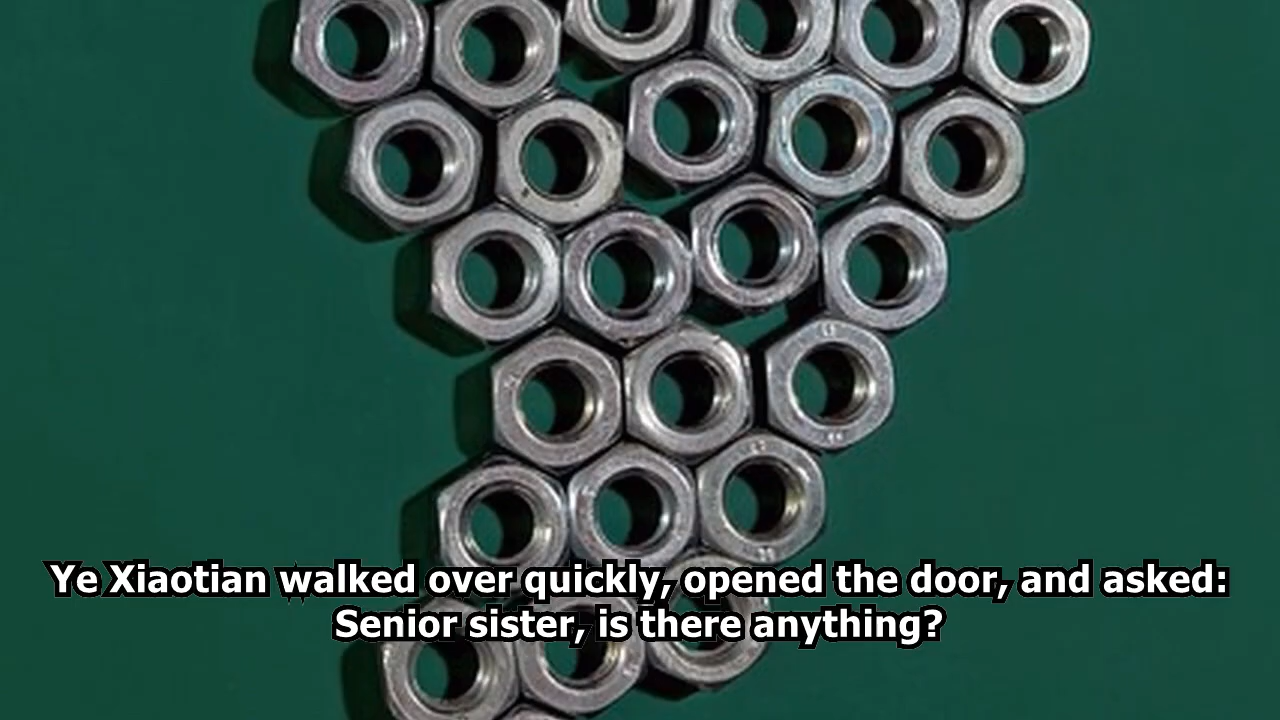 Ye Xiaotian walked over quickly, opened the door, and asked:
Senior sister, is there anything?